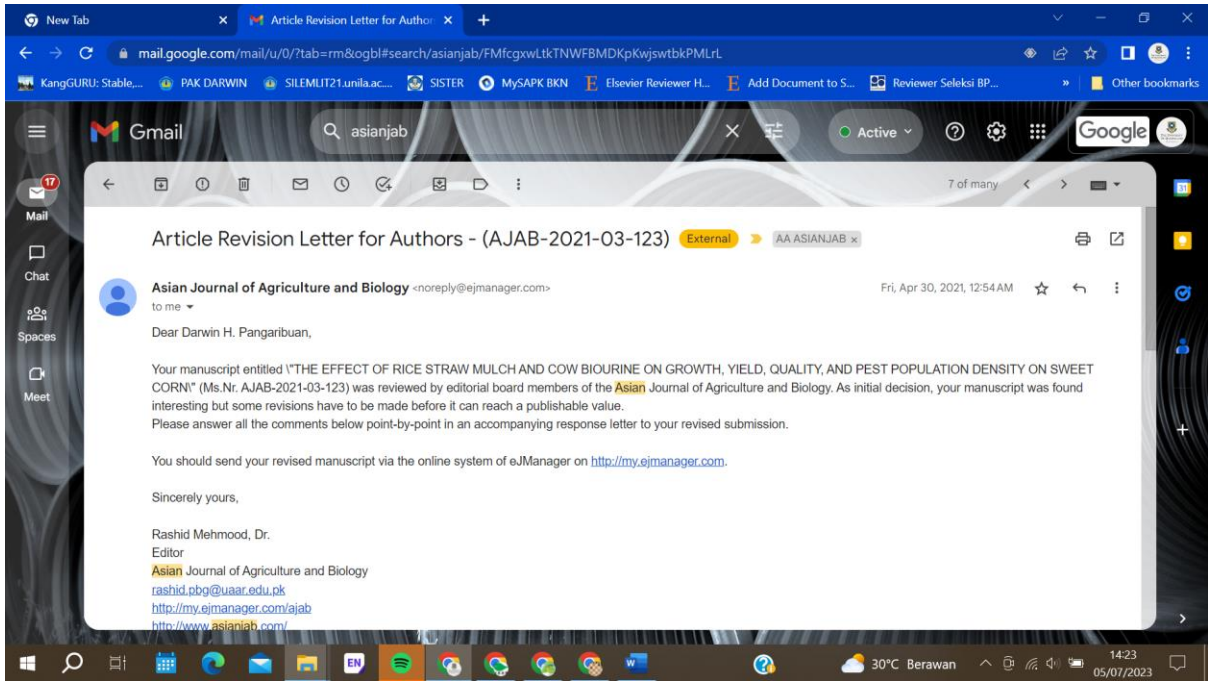 New Tab
Article Revision Letter for Author
mail.google.com/mail/u/0/?tab=rm&ogbl#search/asianjab/FMfcgxwLtkTNWFBMDKpKwjswtbkPMLrL
KangGURU: Stable,...
PAK DARWIN
SILEMLIT21.unila.ac....
SISTER
MySAPK BKN
Elsevier Reviewer H...
Add Document to S...
Reviewer Seleksi BP...
»
Other bookmarks
Gmail
asianjab
Active
Google
17
Mail
Chat
Spaces
Meet
7 of many
31
Article Revision Letter for Authors - (AJAB-2021-03-123) External AA ASIANJAB ×
Asian Journal of Agriculture and Biology <noreply@ejmanager.com>
Fri, Apr 30, 2021, 12:54 AM
to me
Dear Darwin H. Pangaribuan,
Your manuscript entitled \"THE EFFECT OF RICE STRAW MULCH AND COW BIOURINE ON GROWTH, YIELD, QUALITY, AND PEST POPULATION DENSITY ON SWEET
CORN\" (Ms.Nr. AJAB-2021-03-123) was reviewed by editorial board members of the Asian Journal of Agriculture and Biology. As initial decision, your manuscript was found
interesting but some revisions have to be made before it can reach a publishable value.
Please answer all the comments below point-by-point in an accompanying response letter to your revised submission.
You should send your revised manuscript via the online system of eJManager on http://my.ejmanager.com.
Sincerely yours,
Rashid Mehmood, Dr.
Editor
Asian Journal of Agriculture and Biology
rashid.pbg@uaar.edu.pk
http://my.ejmanager.com/ajab
http://www.asianjab.com/
EN
30°C Berawan
14:23
05/07/2023